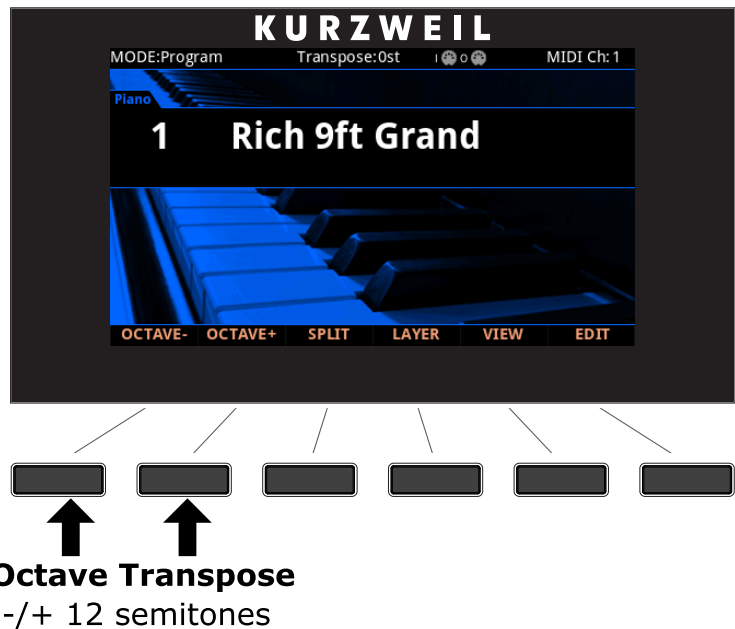 KURZWEIL
MODE:Program Transpose:0st I O MIDI Ch:1
Piano
1 Rich 9ft Grand
OCTAVE- OCTAVE+ SPLIT LAYER VIEW EDIT
Octave Transpose
-/+ 12 semitones